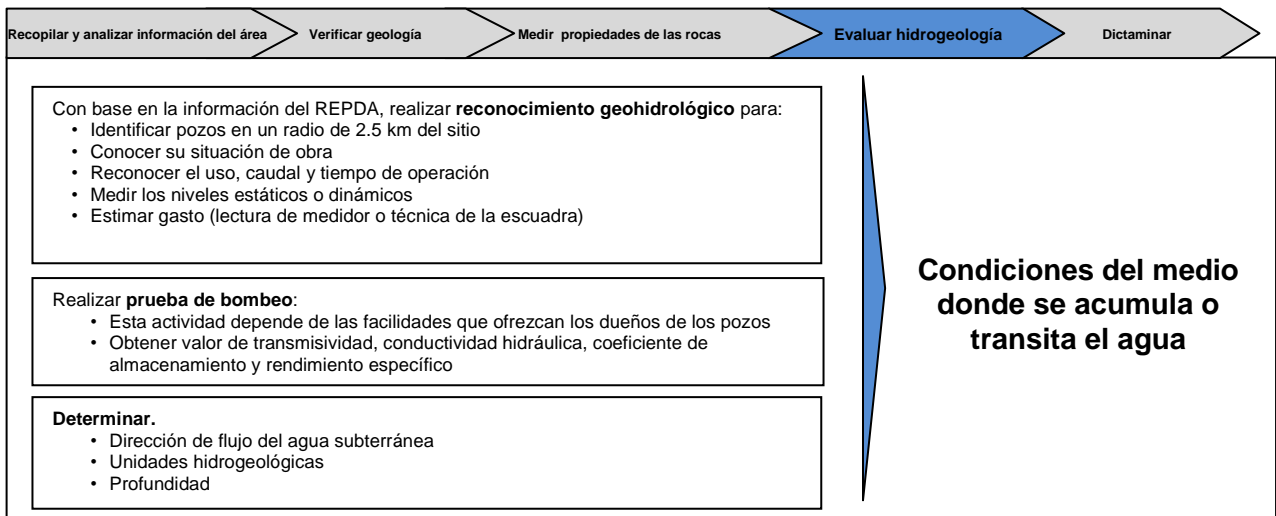 Recopilar y analizar información del área
Verificar geología
Medir propiedades de las rocas
Evaluar hidrogeología
Dictaminar
Con base en la información del REPDA, realizar reconocimiento geohidrológico para:
• Identificar pozos en un radio de 2.5 km del sitio
• Conocer su situación de obra
• Reconocer el uso, caudal y tiempo de operación
• Medir los niveles estáticos o dinámicos
• Estimar gasto (lectura de medidor o técnica de la escuadra)
Realizar prueba de bombeo:
• Esta actividad depende de las facilidades que ofrezcan los dueños de los pozos
• Obtener valor de transmisividad, conductividad hidráulica, coeficiente de
almacenamiento y rendimiento específico
Determinar.
• Dirección de flujo del agua subterránea
• Unidades hidrogeológicas
• Profundidad
Condiciones del medio
donde se acumula o
transita el agua